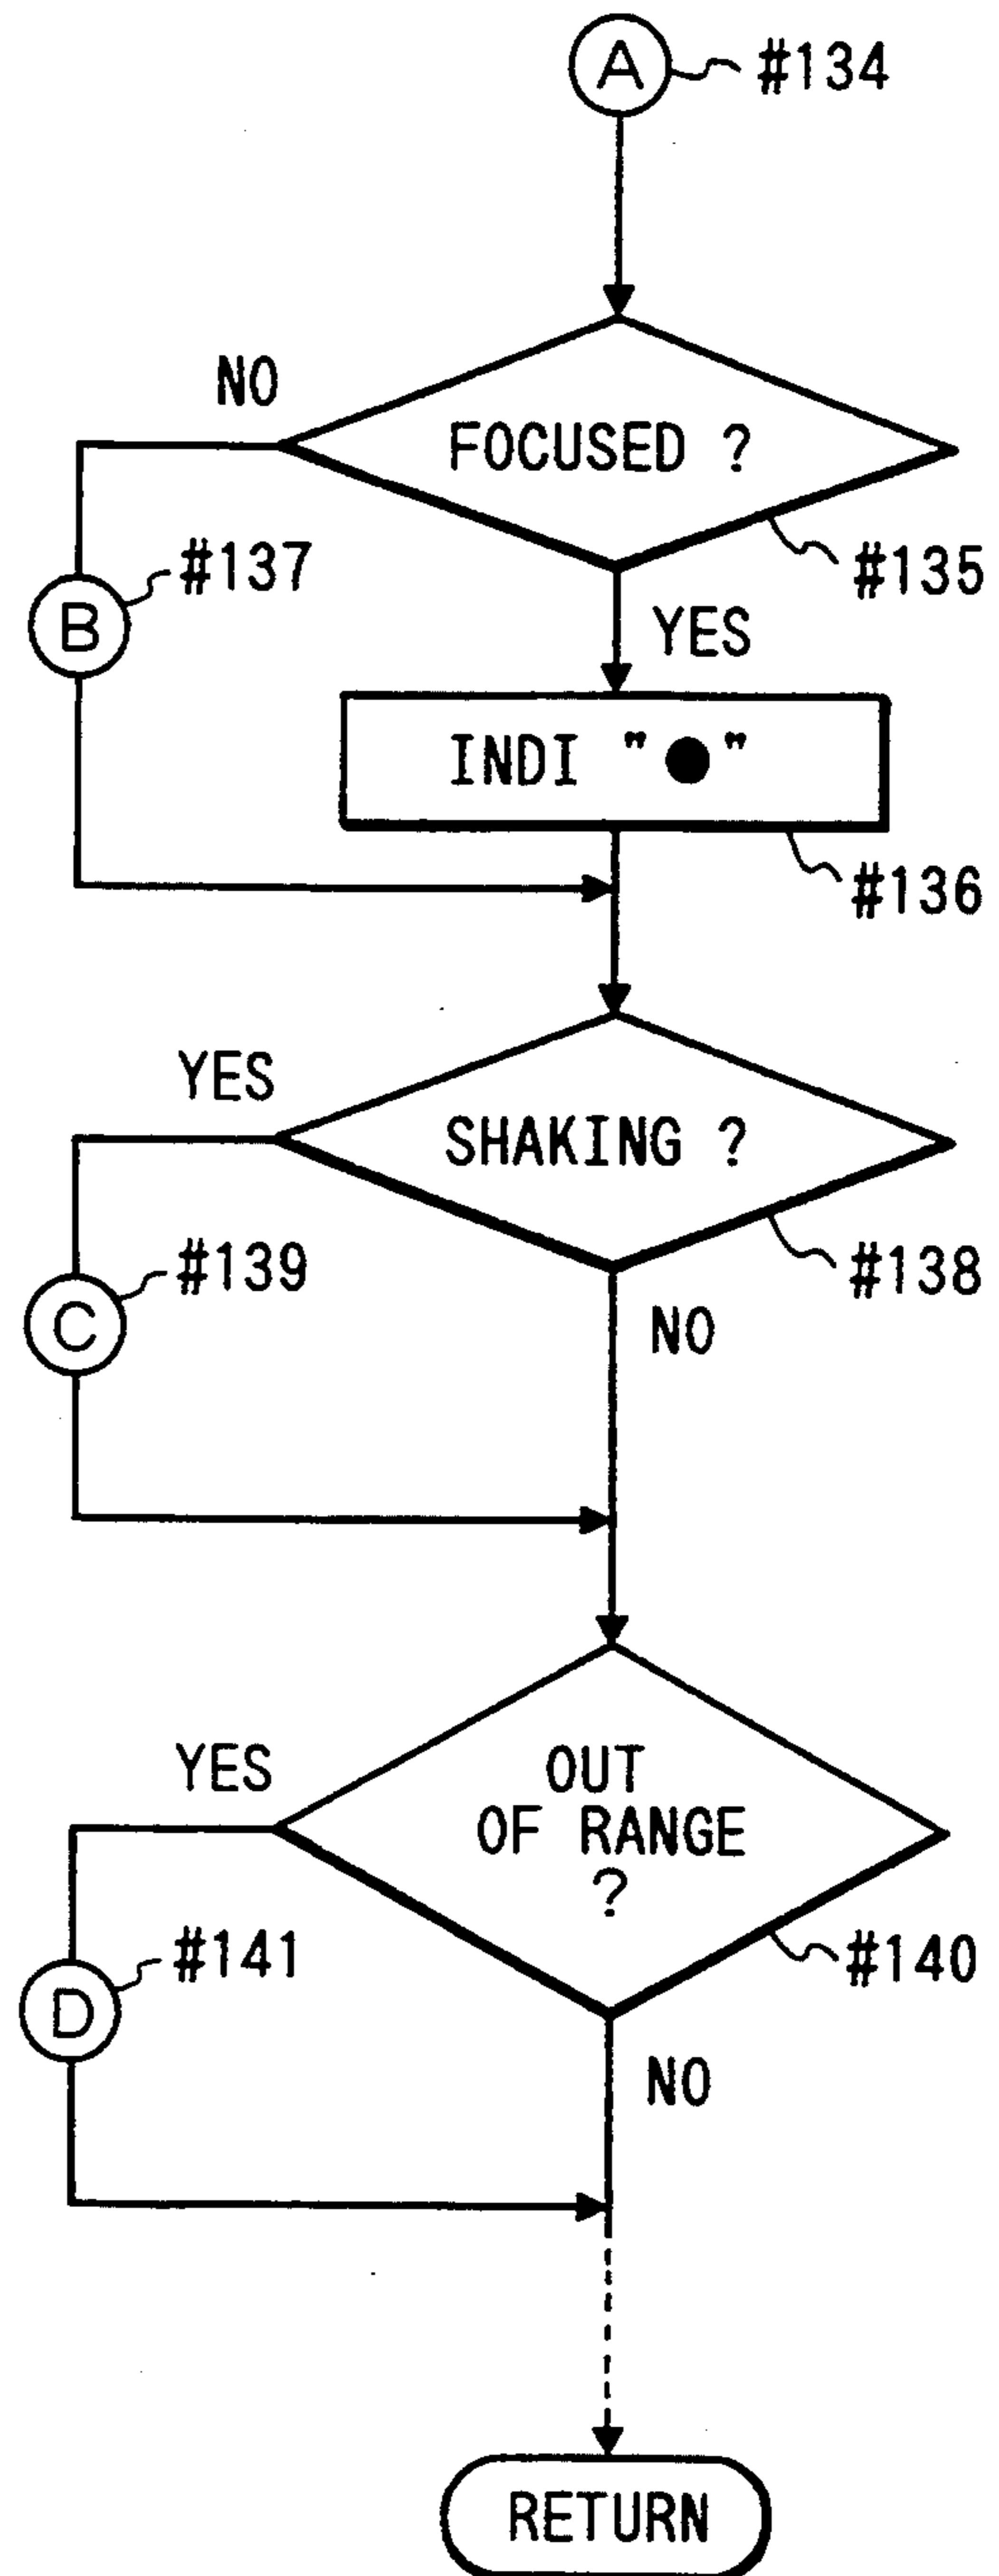 A #134
NO
FOCUSED ?
#137
#135
B
YES
INDI "●"
#136
YES
SHAKING ?
#139
#138
C
NO
YES
OUT
OF RANGE
?
#141
#140
D
NO
RETURN